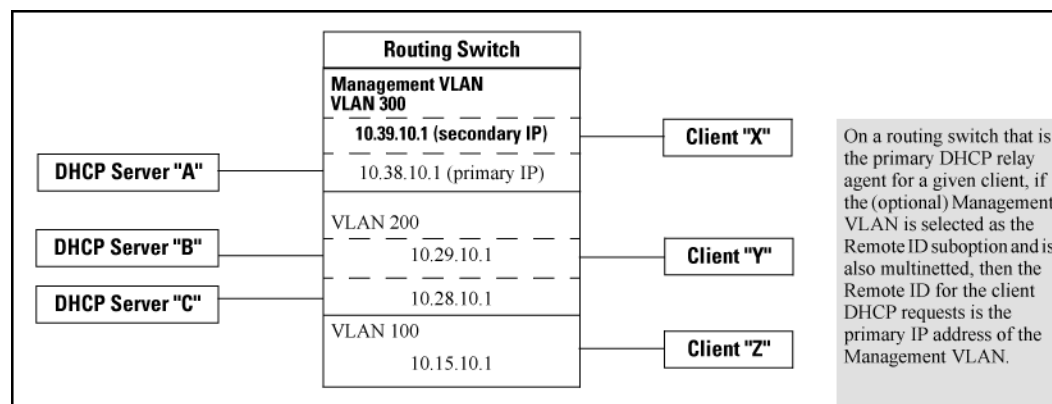 Routing Switch
Management VLAN
VLAN 300
10.39.10.1 (secondary IP)
Client "X"
DHCP Server "A"
10.38.10.1 (primary IP)
VLAN 200
DHCP Server "B"
10.29.10.1
Client "Y"
DHCP Server "C"
10.28.10.1
VLAN 100
10.15.10.1
Client "Z"
On a routing switch that is
the primary DHCP relay
agent for a given client, if
the (optional) Management
VLAN is selected as the
Remote ID suboption and is
also multinetted, then the
Remote ID for the client
DHCP requests is the
primary IP address of the
Management VLAN.